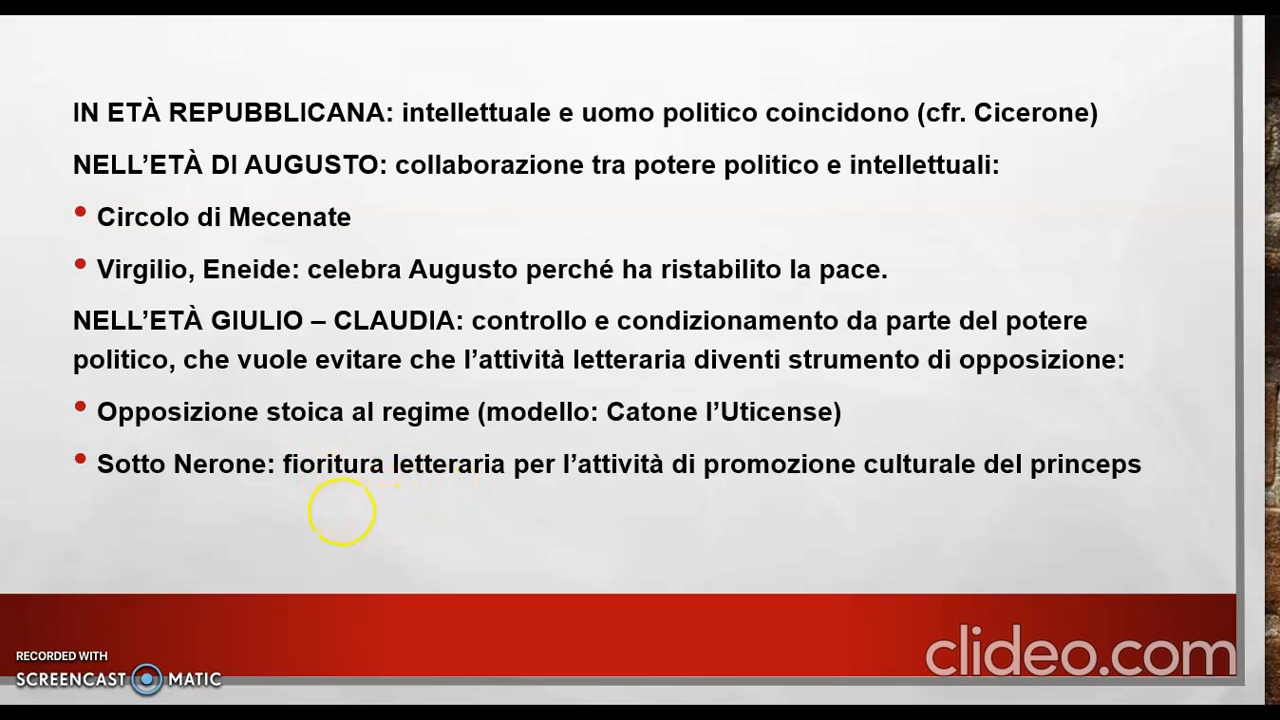 IN ETÀ REPUBBLICANA: intellettuale e uomo politico coincidono (cfr. Cicerone)
NELL’ETÀ DI AUGUSTO: collaborazione tra potere politico e intellettuali:
• Circolo di Mecenate
• Virgilio, Eneide: celebra Augusto perché ha ristabilito la pace.
NELL’ETÀ GIULIO – CLAUDIA: controllo e condizionamento da parte del potere
politico, che vuole evitare che l’attività letteraria diventi strumento di opposizione:
• Opposizione stoica al regime (modello: Catone l’Uticense)
• Sotto Nerone: fioritura letteraria per l’attività di promozione culturale del princeps
RECORDED WITH
SCREENCAST MATIC
clideo.com